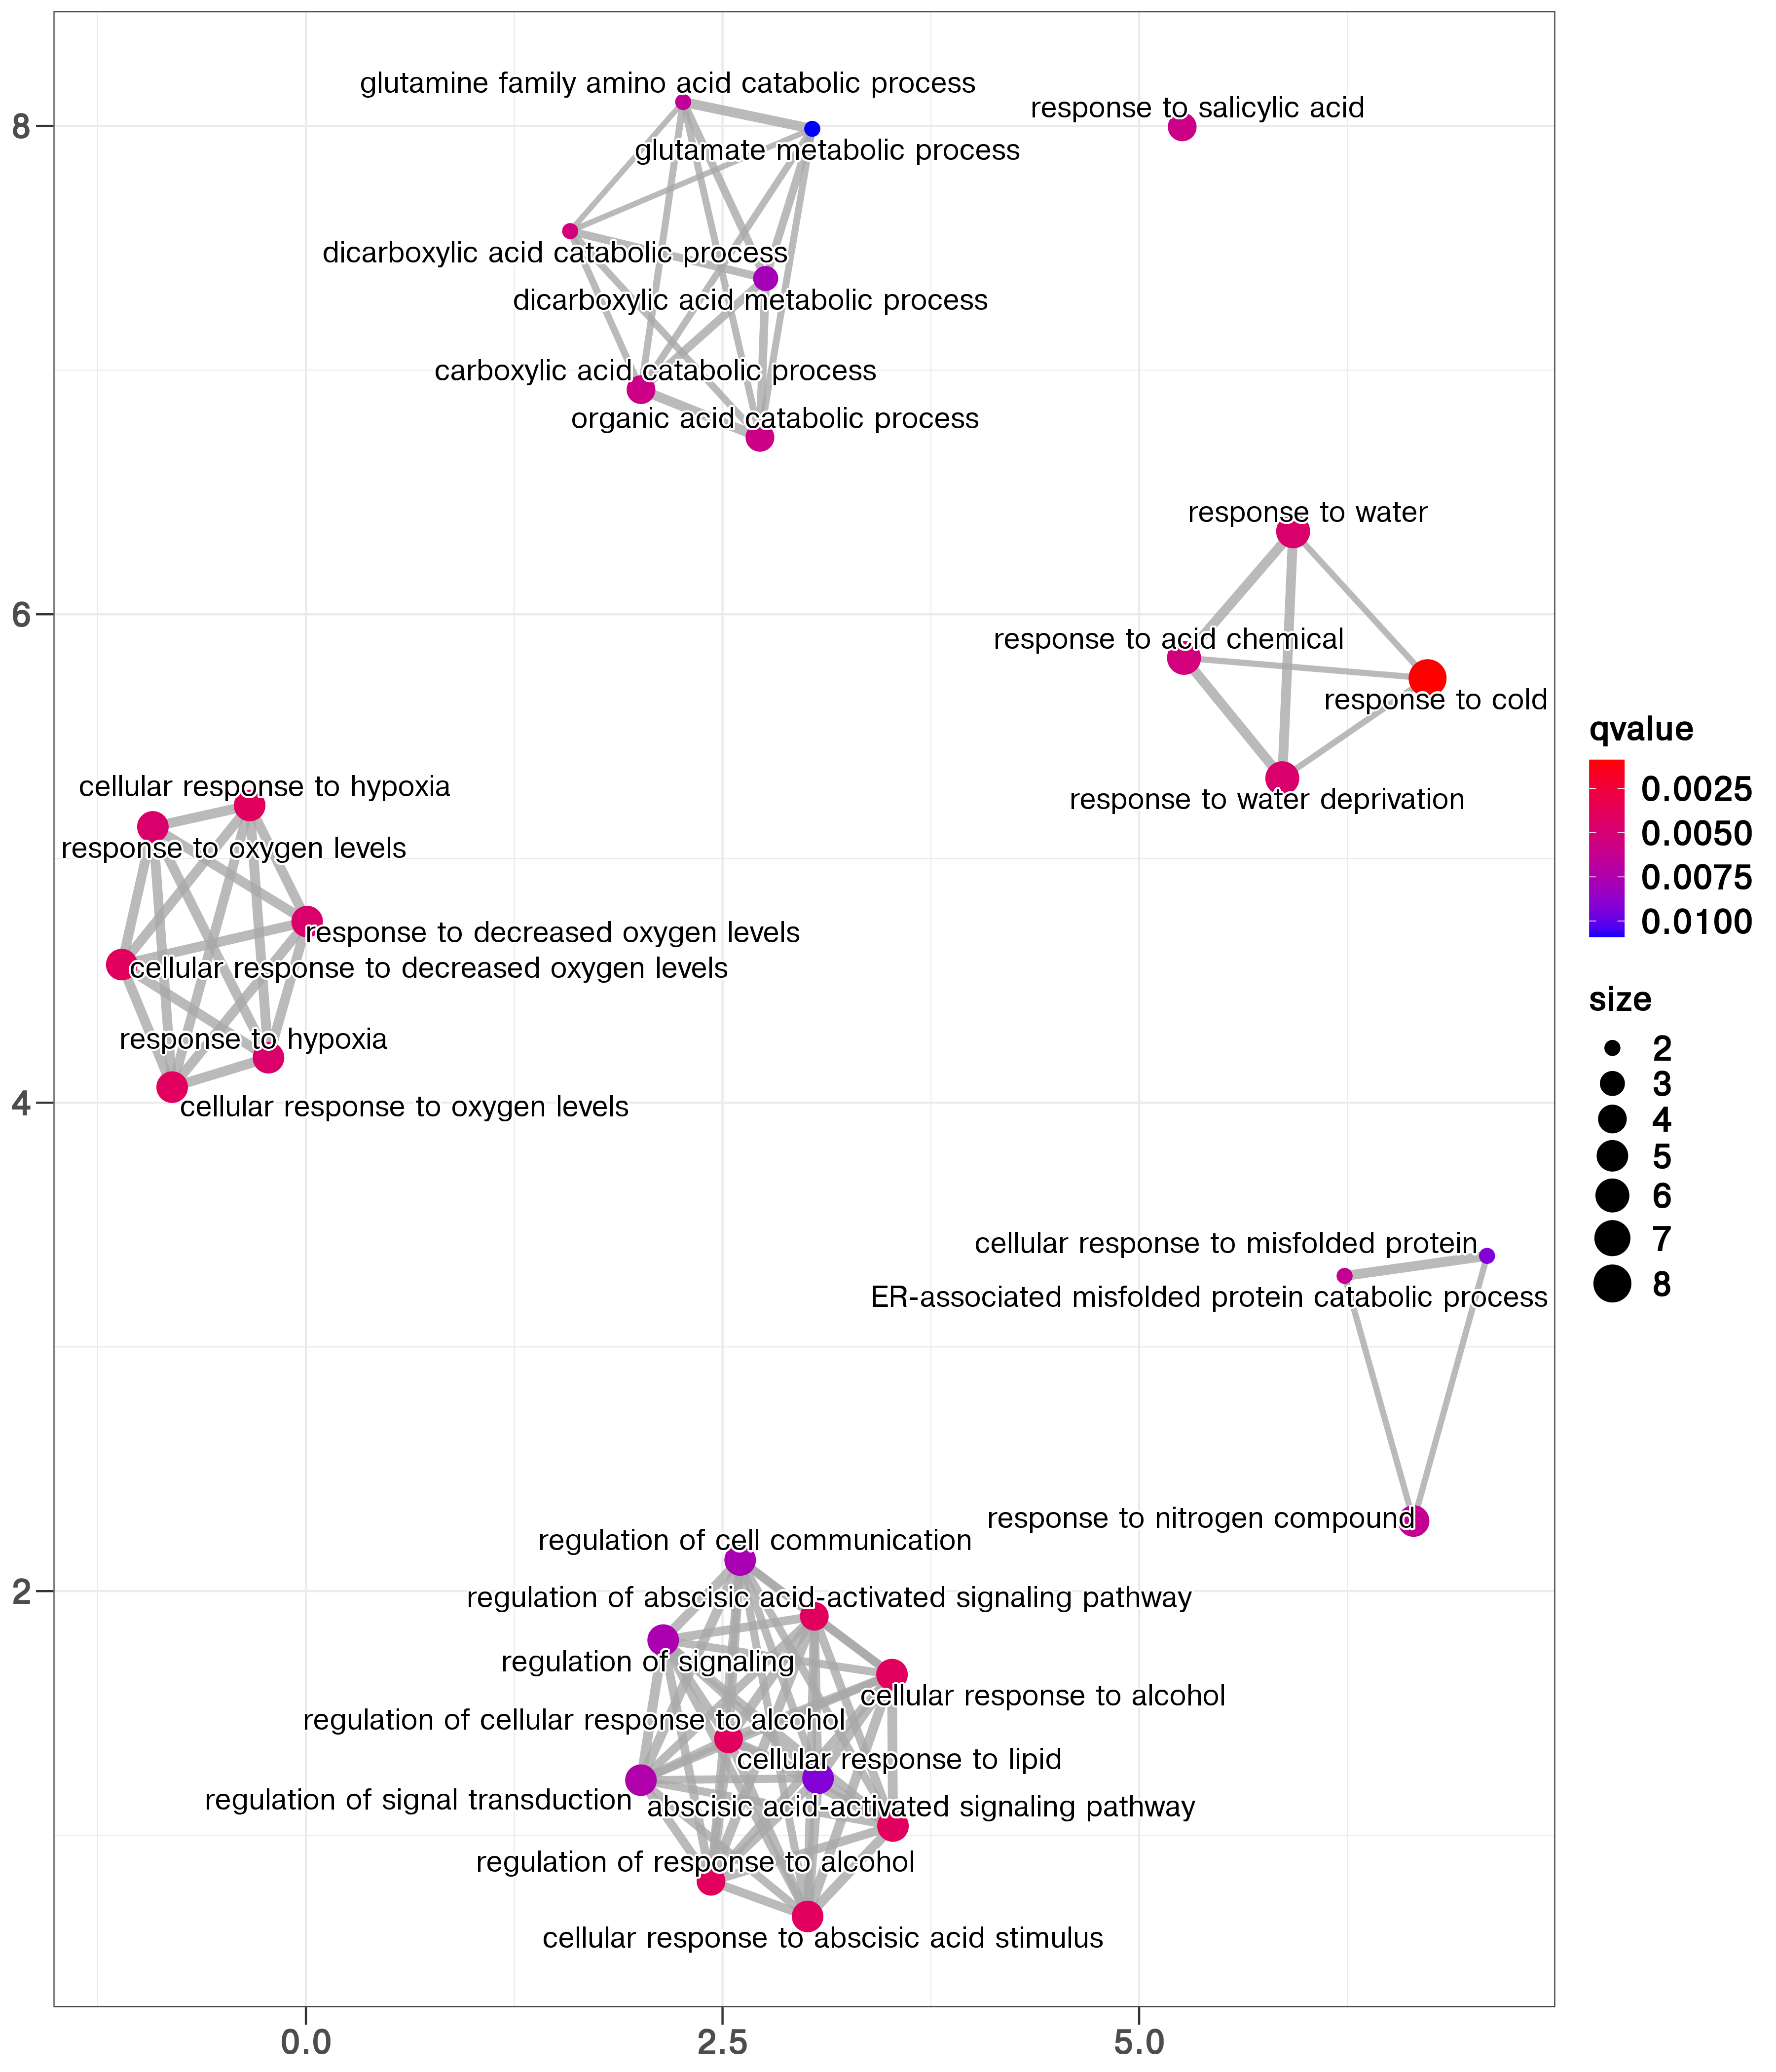 glutamine family amino acid catabolic process
response to salicylic acid
8
glutamate metabolic process
dicarboxylic acid catabolic process
dicarboxylic acid metabolic process
carboxylic acid catabolic process
organic acid catabolic process
response to water
6
response to acid chemical
response to cold
response to water deprivation
cellular response to hypoxia
response to oxygen levels
response to decreased oxygen levels
cellular response to decreased oxygen levels
response to hypoxia
4
cellular response to oxygen levels
cellular response to misfolded protein
ER-associated misfolded protein catabolic process
response to nitrogen compound
regulation of cell communication
2
regulation of abscisic acid-activated signaling pathway
regulation of signaling
cellular response to alcohol
regulation of cellular response to alcohol
cellular response to lipid
regulation of signal transduction
abscisic acid-activated signaling pathway
regulation of response to alcohol
cellular response to abscisic acid stimulus
0.0
2.5
5.0
qvalue
0.0025
0.0050
0.0075
0.0100
size
2
3
4
5
6
7
8